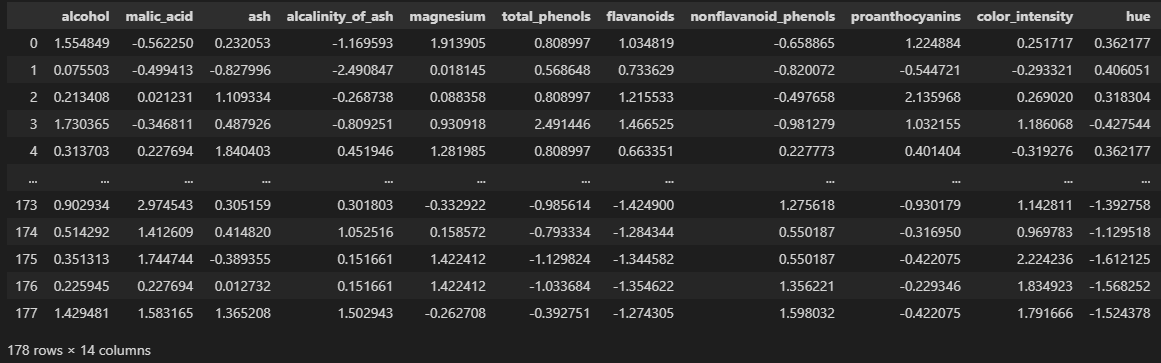 alcohol malic_acid ash alcalinity_of_ash magnesium total_phenols flavanoids nonflavanoid_phenols proanthocyanins color_intensity hue
0 1.554849 -0.562250 0.232053 -1.169593 1.913905 0.808997 1.034819 -0.658865 1.224884 0.251717 0.362177
1 0.075503 -0.499413 -0.827996 -2.490847 0.018145 0.568648 0.733629 -0.820072 -0.544721 -0.293321 0.406051
2 0.213408 0.021231 1.109334 -0.268738 0.088358 0.808997 1.215533 -0.497658 2.135968 0.269020 0.318304
3 1.730365 -0.346811 0.487926 -0.809251 0.930918 2.491446 1.466525 -0.981279 1.032155 1.186068 -0.427544
4 0.313703 0.227694 1.840403 0.451946 1.281985 0.808997 0.663351 0.227773 0.401404 -0.319276 0.362177
... ... ... ... ... ... ... ... ... ... ... ...
173 0.902934 2.974543 0.305159 0.301803 -0.332922 -0.985614 -1.424900 1.275618 -0.930179 1.142811 -1.392758
174 0.514292 1.412609 0.414820 1.052516 0.158572 -0.793334 -1.284344 0.550187 -0.316950 0.969783 -1.129518
175 0.351313 1.744744 -0.389355 0.151661 1.422412 -1.129824 -1.344582 0.550187 -0.422075 2.224236 -1.612125
176 0.225945 0.227694 0.012732 0.151661 1.422412 -1.033684 -1.354622 1.356221 -0.229346 1.834923 -1.568252
177 1.429481 1.583165 1.365208 1.502943 -0.262708 -0.392751 -1.274305 1.598032 -0.422075 1.791666 -1.524378
178 rows × 14 columns